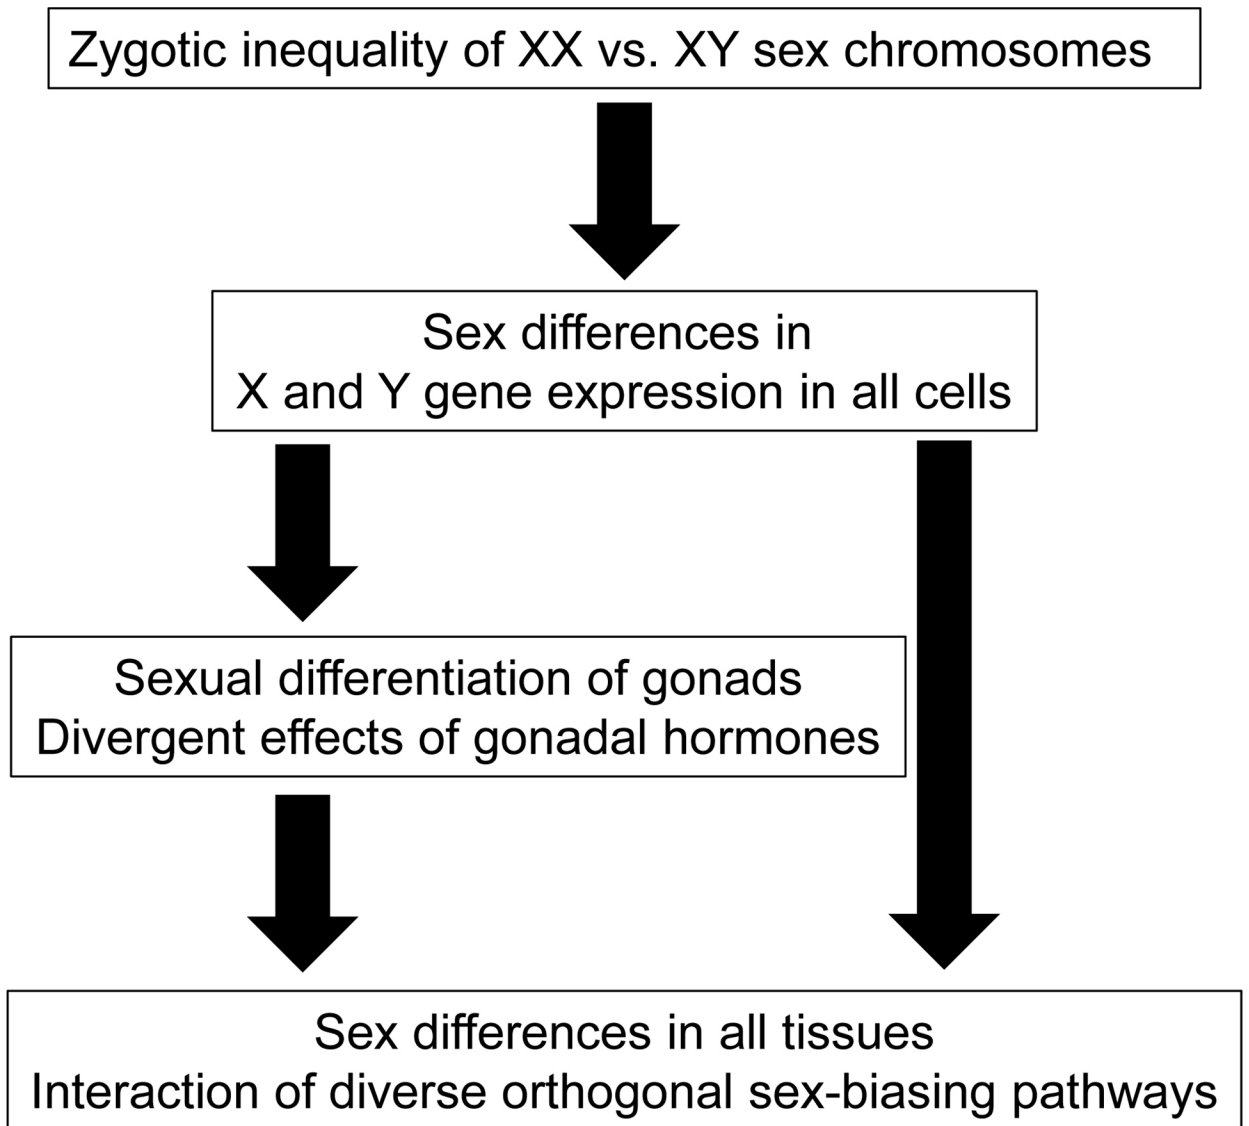 Zygotic inequality of XX vs. XY sex chromosomes
Sex differences in
X and Y gene expression in all cells
Sexual differentiation of gonads
Divergent effects of gonadal hormones
Sex differences in all tissues
Interaction of diverse orthogonal sex-biasing pathways